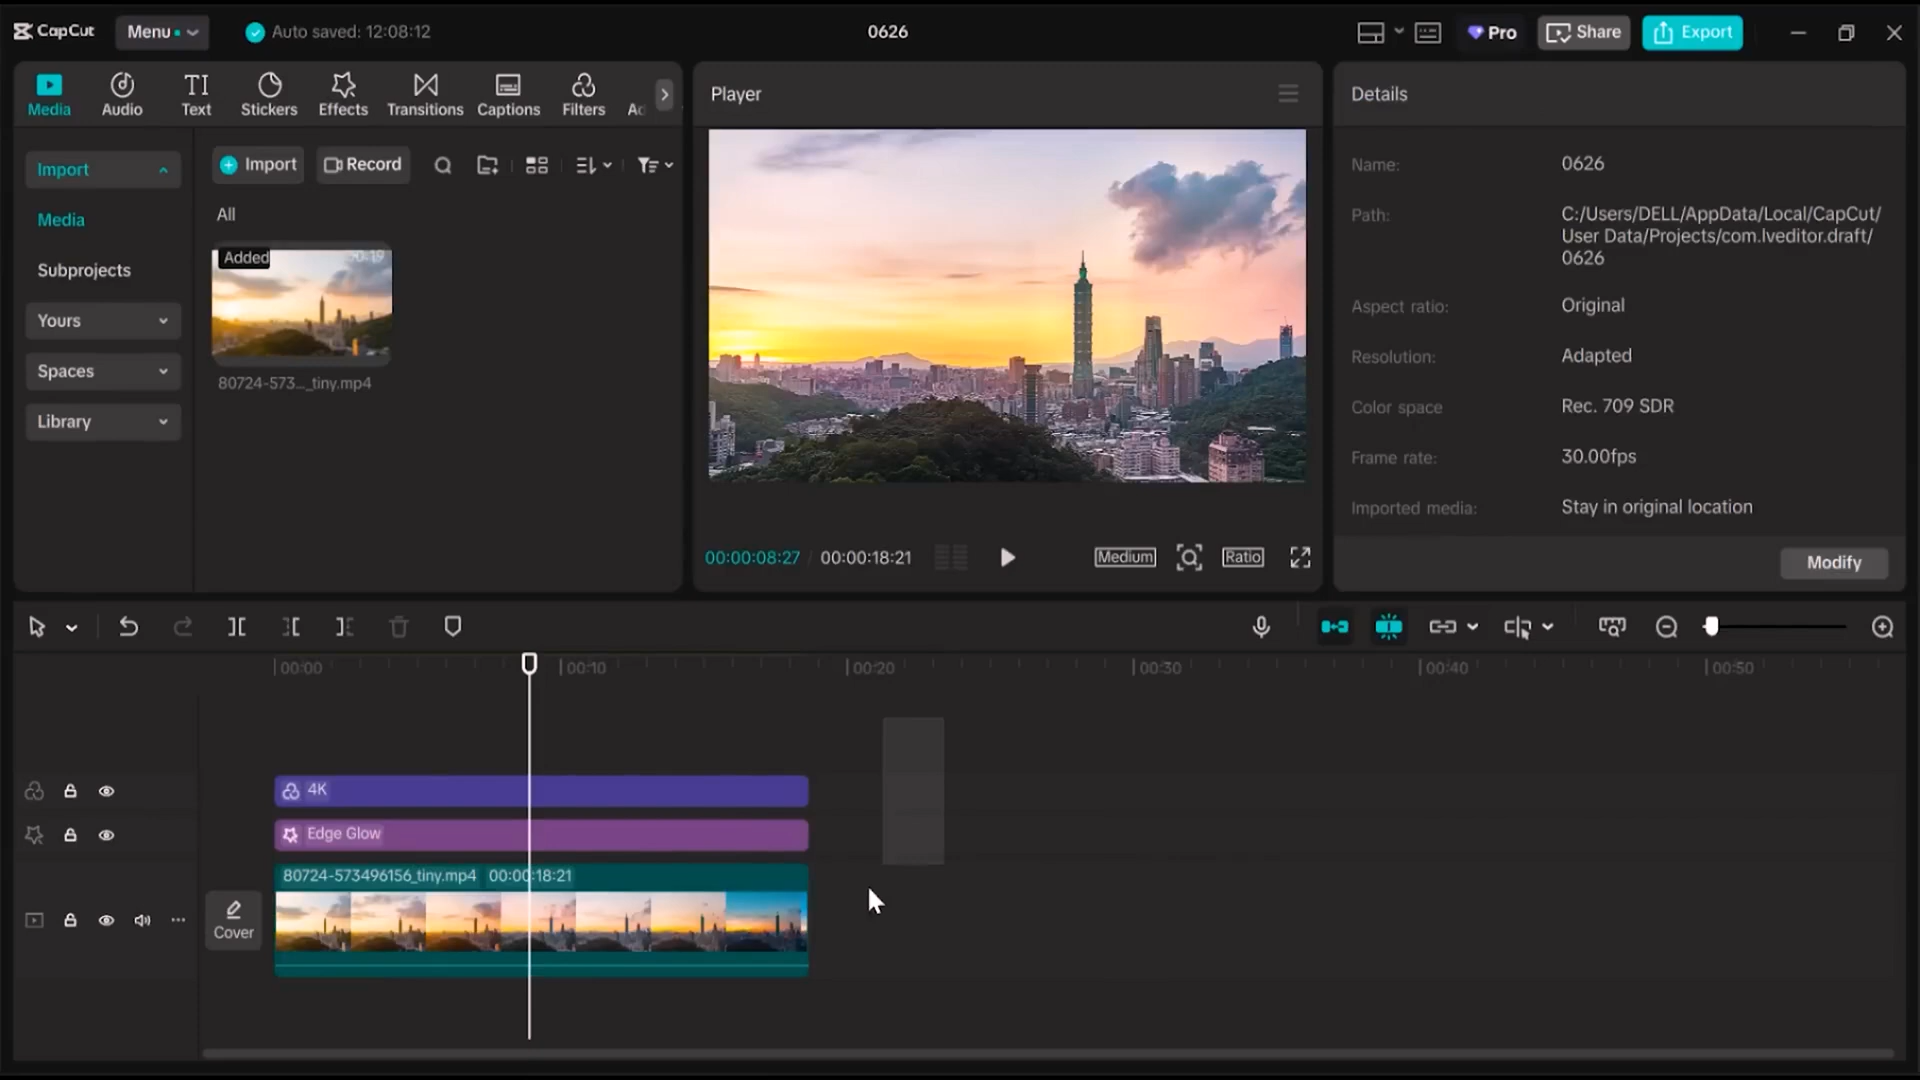 CapCut
Menu
Auto saved: 12:08:12
0626
Pro
Share
Export
Media
Audio
Text
Stickers
Effects
Transitions
Captions
Filters
Import
Media
Subprojects
Yours
Spaces
Library
Import
Record
All
Added
80724-573..._tiny.mp4
Player
00:00:08:27 / 00:00:18:21
Medium
Ratio
Details
Name: 0626
Path: C:/Users/DELL/AppData/Local/CapCut/
User Data/Projects/com.lveditor.draft/
0626
Aspect ratio: Original
Resolution: Adapted
Color space Rec. 709 SDR
Frame rate: 30.00fps
Imported media: Stay in original location
Modify
00:00
00:10
00:20
00:30
00:40
00:50
4K
Edge Glow
80724-573496156_tiny.mp4 00:00:18:21
Cover